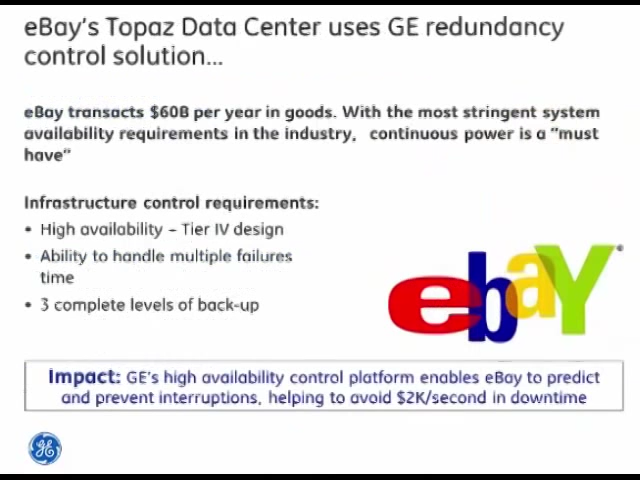 eBay's Topaz Data Center uses GE redundancy
control solution...
eBay transacts $60B per year in goods. With the most stringent system
availability requirements in the industry, continuous power is a "must
have"
Infrastructure control requirements:
• High availability – Tier IV design
• Ability to handle multiple failures
time
• 3 complete levels of back-up
ebaY®
Impact: GE's high availability control platform enables eBay to predict
and prevent interruptions, helping to avoid $2K/second in downtime
GE